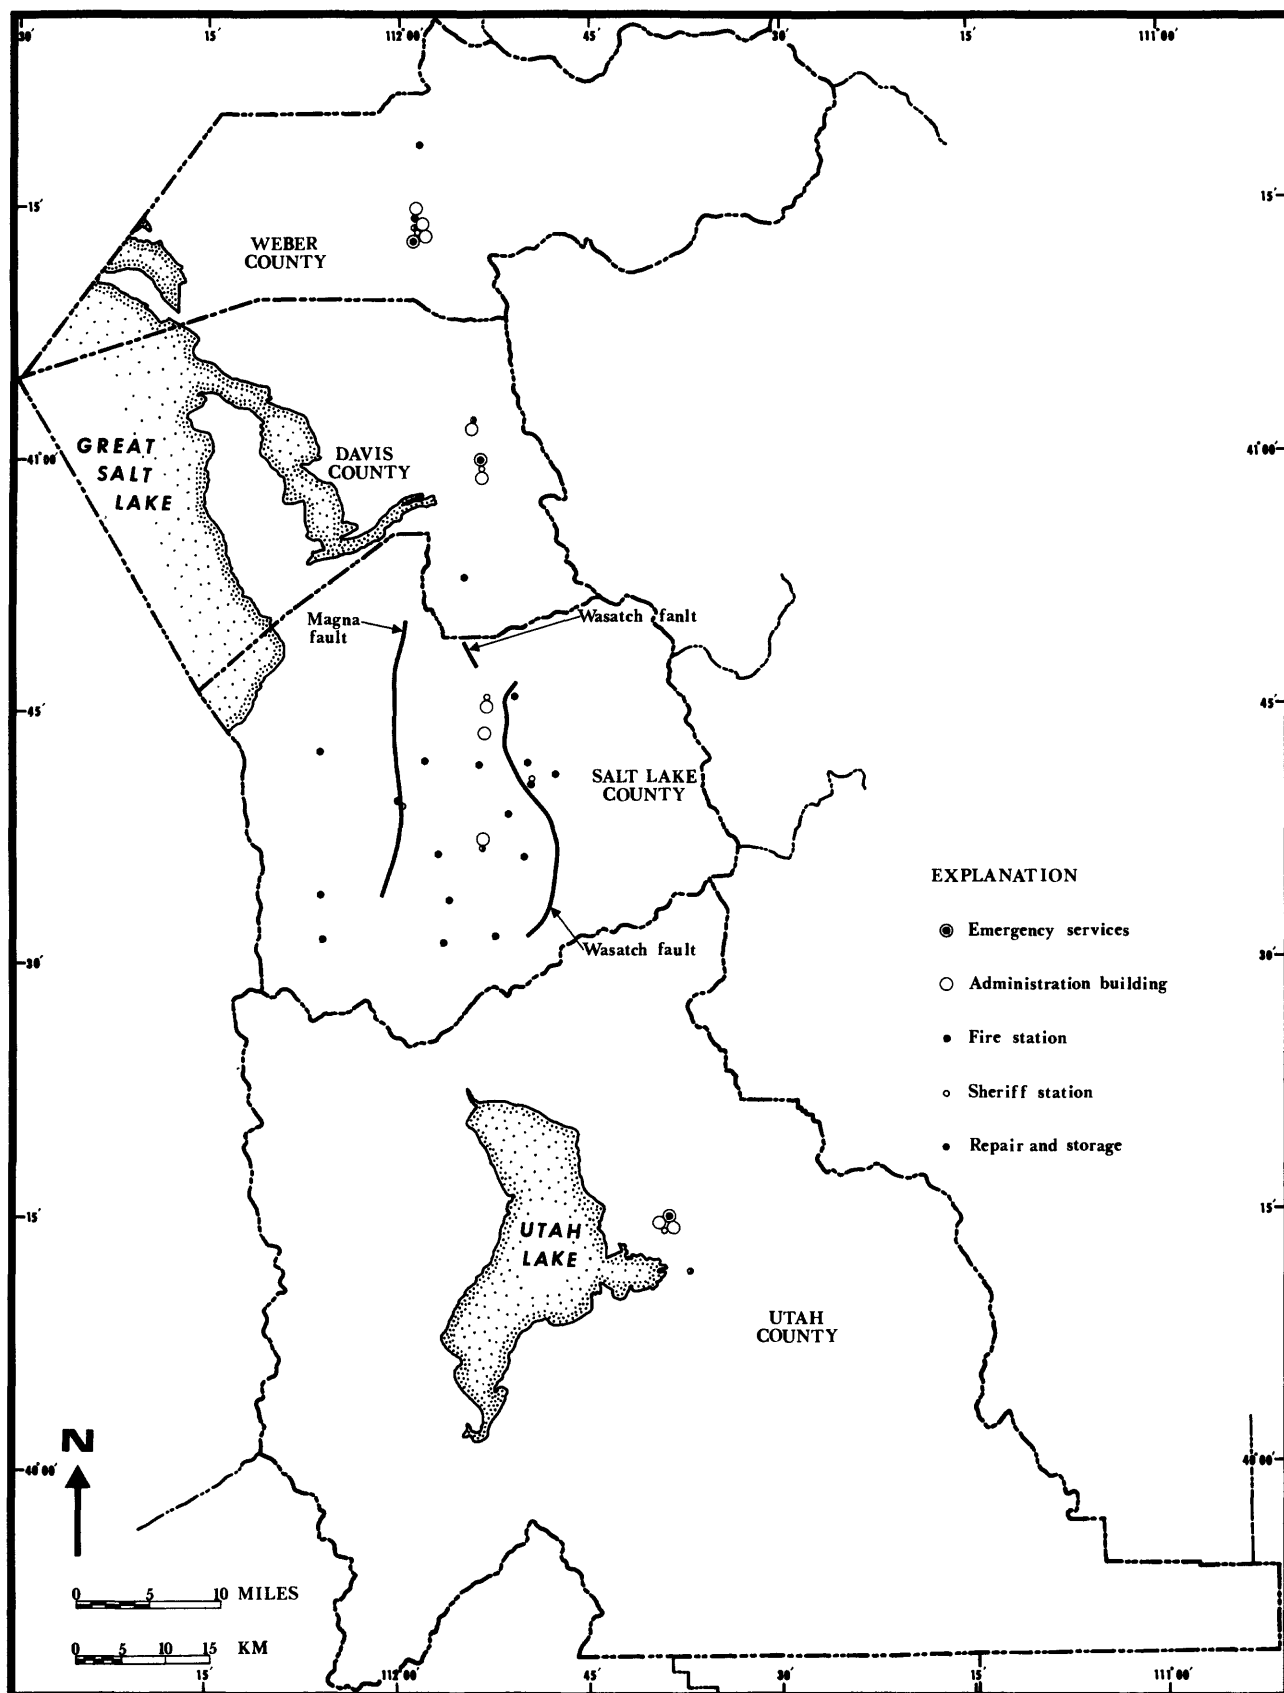 30′ 15′ 112°00′ 45′ 30′ 15′ 111°00′
15′ 15′
WEBER
COUNTY
GREAT
SALT
LAKE
DAVIS
COUNTY
41°00′ 41°00′
Magna
fault
Wasatch fanlt
45′ 45′
SALT LAKE
COUNTY
EXPLANATION
Emergency services
Administration building
Fire station
Sheriff station
Repair and storage
Wasatch fault
30′ 30′
15′ 15′
UTAH
LAKE
UTAH
COUNTY
N
40°00′ 40°00′
0 5 10 MILES
0 5 10 15 KM
15′ 112°00′ 45′ 30′ 15′ 111°00′